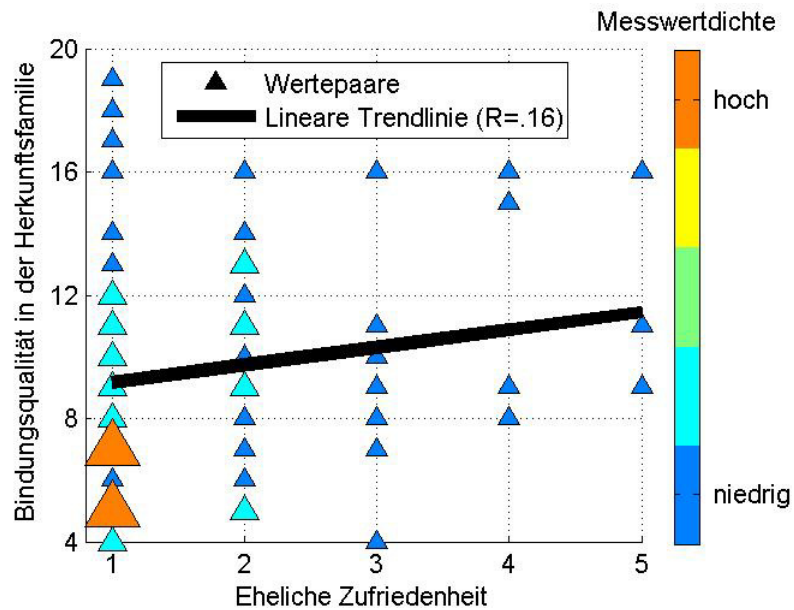 Messwertdichte
20
16
12
8
4
Bindungsqualität in der Herkunftsfamilie
Wertepaare
Lineare Trendlinie (R=.16)
hoch
niedrig
1 2 3 4 5
Eheliche Zufriedenheit